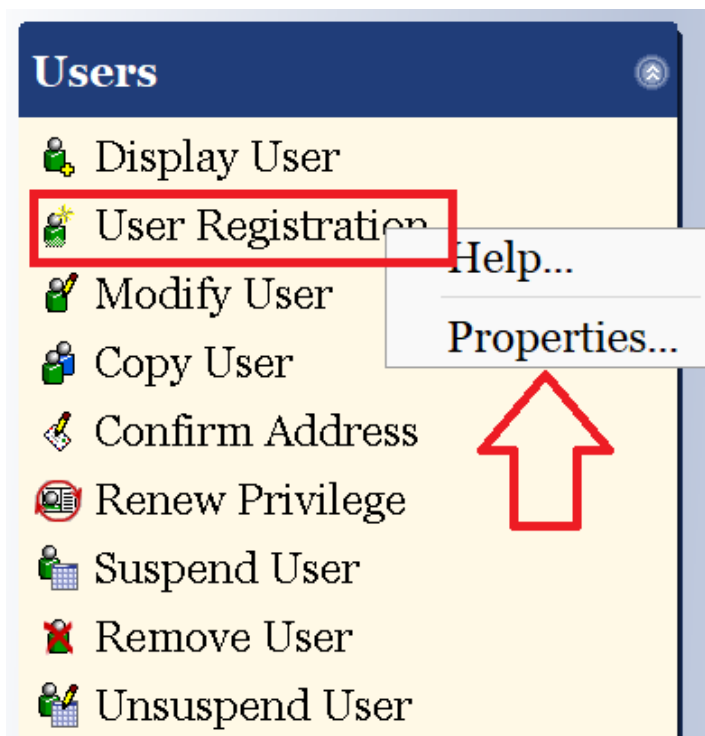 Users
Display User
User Registration
Help...
Modify User
Properties...
Copy User
Confirm Address
Renew Privilege
Suspend User
Remove User
Unsuspend User